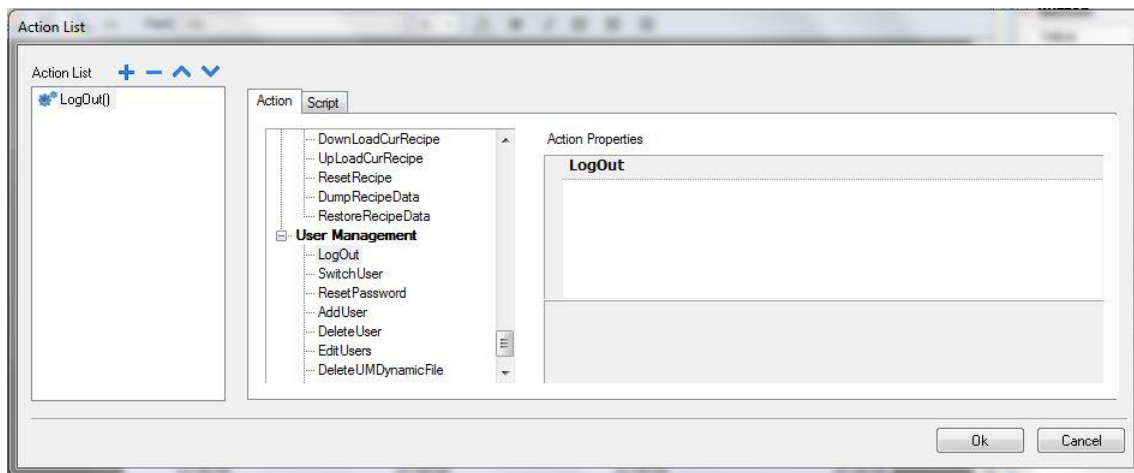 Action List
Action List
LogOut()
Action
Script
DownLoadCurRecipe
UpLoadCurRecipe
ResetRecipe
DumpRecipeData
RestoreRecipeData
User Management
LogOut
SwitchUser
ResetPassword
AddUser
DeleteUser
EditUsers
DeleteUMDynamicFile
Action Properties
LogOut
Ok
Cancel